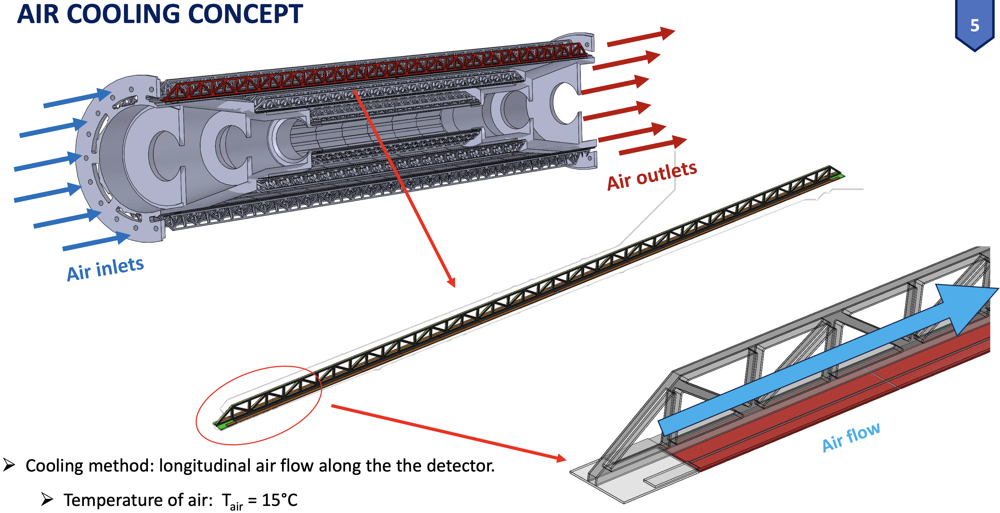 AIR COOLING CONCEPT
5
Air inlets
Air outlets
Air flow
➢ Cooling method: longitudinal air flow along the the detector.
➢ Temperature of air: Tair = 15°C